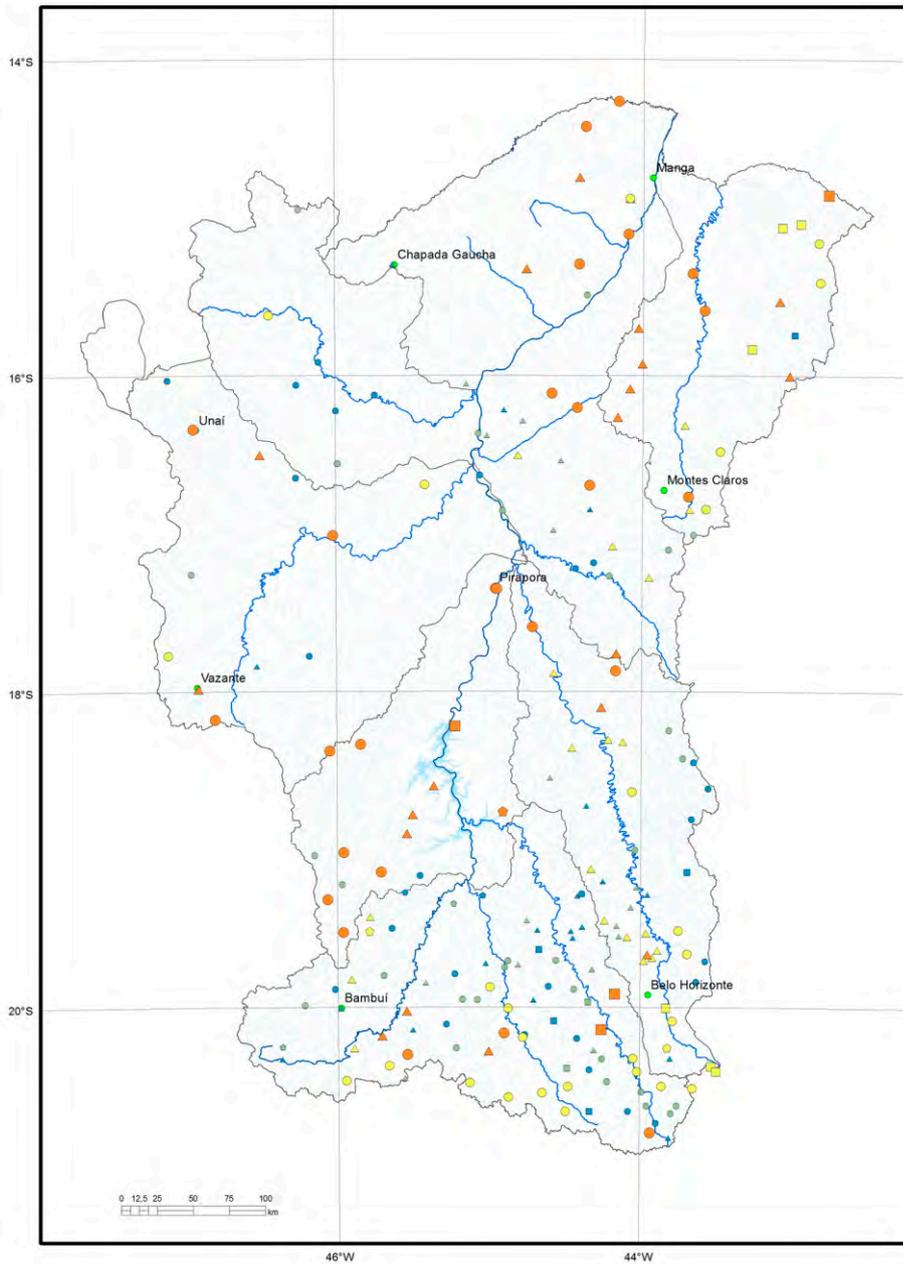 14°S
Manga
Chapada Gaucha
16°S
Unaí
Montes Claros
Pirapora
Vazante
18°S
Belo Horizonte
20°S
Bambuí
0 12,5 25 50 75 100
km
46°W 44°W